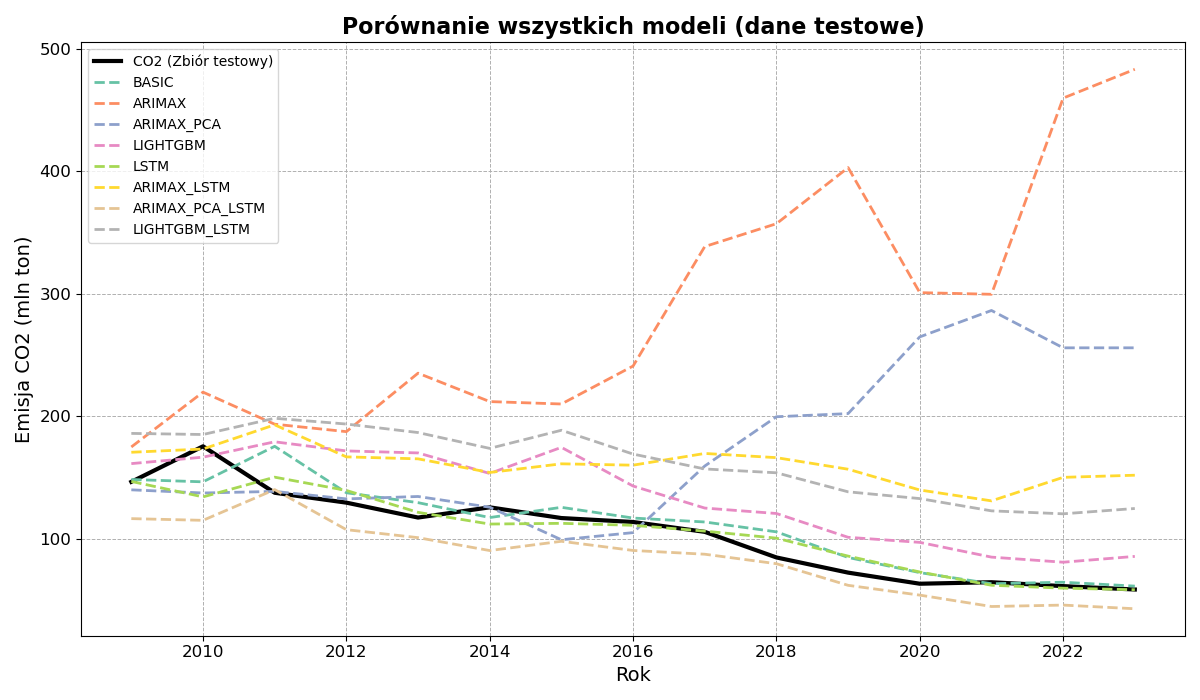 Porównanie wszystkich modeli (dane testowe)
500
400
300
200
100
Emisja CO2 (mln ton)
CO2 (Zbiór testowy)
BASIC
ARIMAX
ARIMAX_PCA
LIGHTGBM
LSTM
ARIMAX_LSTM
ARIMAX_PCA_LSTM
LIGHTGBM_LSTM
2010 2012 2014 2016 2018 2020 2022
Rok